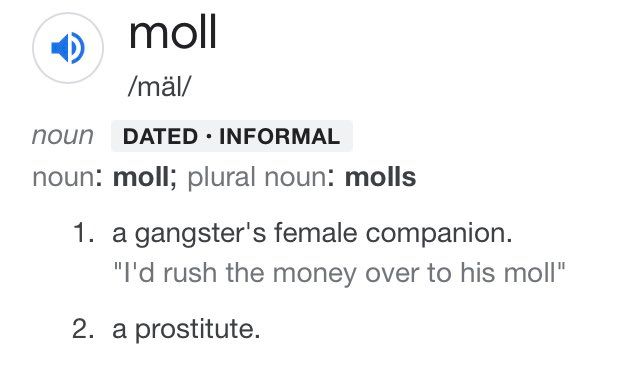 moll
/mäl/
noun DATED · INFORMAL
noun: moll; plural noun: molls
1. a gangster's female companion.
"I'd rush the money over to his moll"
2. a prostitute.